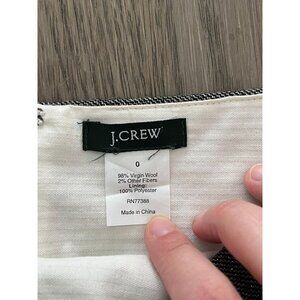 J.CREW
0
98% Virgin Wool
2% Other Fibers
Lining:
100% Polyester
RN77388
Made in China